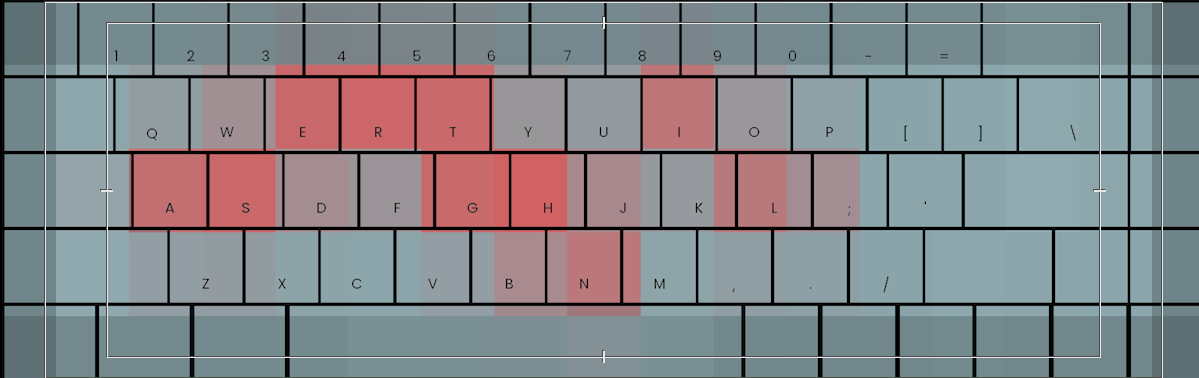 1 2 3 4 5 6 7 8 9 0 - =
Q W E R T Y U I O P [ ] \
A S D F G H J K L ; '
Z X C V B N M , . /